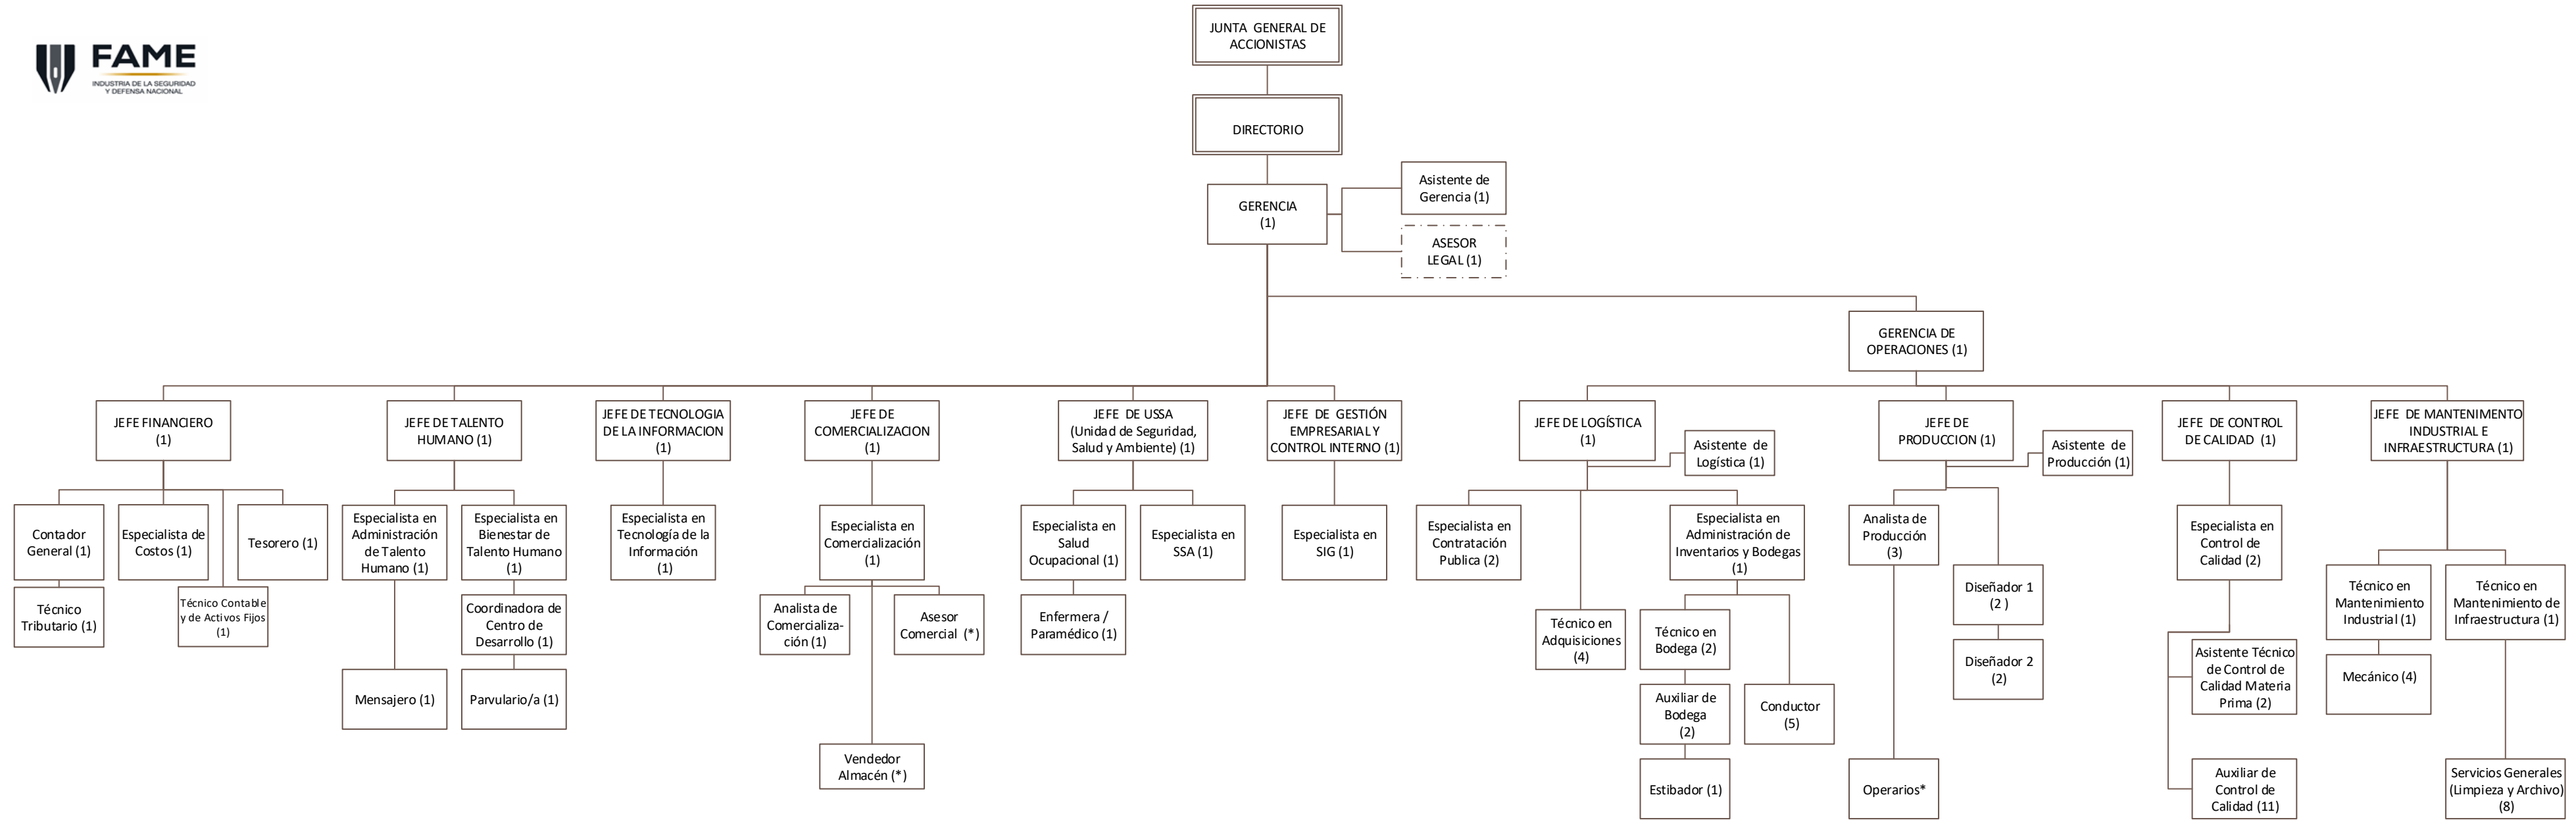 FAME
INDUSTRIA DE LA SEGURIDAD
Y DEFENSA NACIONAL
JUNTA GENERAL DE
ACCIONISTAS
DIRECTORIO
GERENCIA
(1)
Asistente de
Gerencia (1)
ASESOR
LEGAL (1)
GERENCIA DE
OPERACIONES (1)
JEFE FINANCIERO
(1)
JEFE DE TALENTO
HUMANO (1)
JEFE DE TECNOLOGIA
DE LA INFORMACION
(1)
JEFE DE
COMERCIALIZACION
(1)
JEFE DE USSA
(Unidad de Seguridad,
Salud y Ambiente) (1)
JEFE DE GESTIÓN
EMPRESARIAL Y
CONTROL INTERNO (1)
JEFE DE LOGÍSTICA
(1)
Asistente de
Logística (1)
JEFE DE
PRODUCCION (1)
Asistente de
Producción (1)
JEFE DE CONTROL
DE CALIDAD (1)
JEFE DE MANTENIMENTO
INDUSTRIAL E
INFRAESTRUCTURA (1)
Contador
General (1)
Especialista de
Costos (1)
Tesorero (1)
Técnico
Tributario (1)
Técnico Contable
y de Activos Fijos
(1)
Especialista en
Administración
de Talento
Humano (1)
Especialista en
Bienestar de
Talento Humano
(1)
Coordinadora de
Centro de
Desarrollo (1)
Mensajero (1)
Parvulario/a (1)
Especialista en
Tecnología de la
Información
(1)
Especialista en
Comercialización
(1)
Analista de
Comercializa-
ción (1)
Asesor
Comercial (*)
Vendedor
Almacén (*)
Especialista en
Salud
Ocupacional (1)
Especialista en
SSA (1)
Enfermera /
Paramédico (1)
Especialista en
SIG (1)
Especialista en
Contratación
Publica (2)
Técnico en
Adquisiciones
(4)
Especialista en
Administración de
Inventarios y Bodegas
(1)
Técnico en
Bodega (2)
Auxiliar de
Bodega
(2)
Estibador (1)
Conductor
(5)
Analista de
Producción
(3)
Diseñador 1
(2 )
Diseñador 2
(2)
Operarios*
Especialista en
Control de
Calidad (2)
Asistente Técnico
de Control de
Calidad Materia
Prima (2)
Auxiliar de
Control de
Calidad (11)
Técnico en
Mantenimiento
Industrial (1)
Mecánico (4)
Técnico en
Mantenimiento de
Infraestructura (1)
Servicios Generales
(Limpieza y Archivo)
(8)